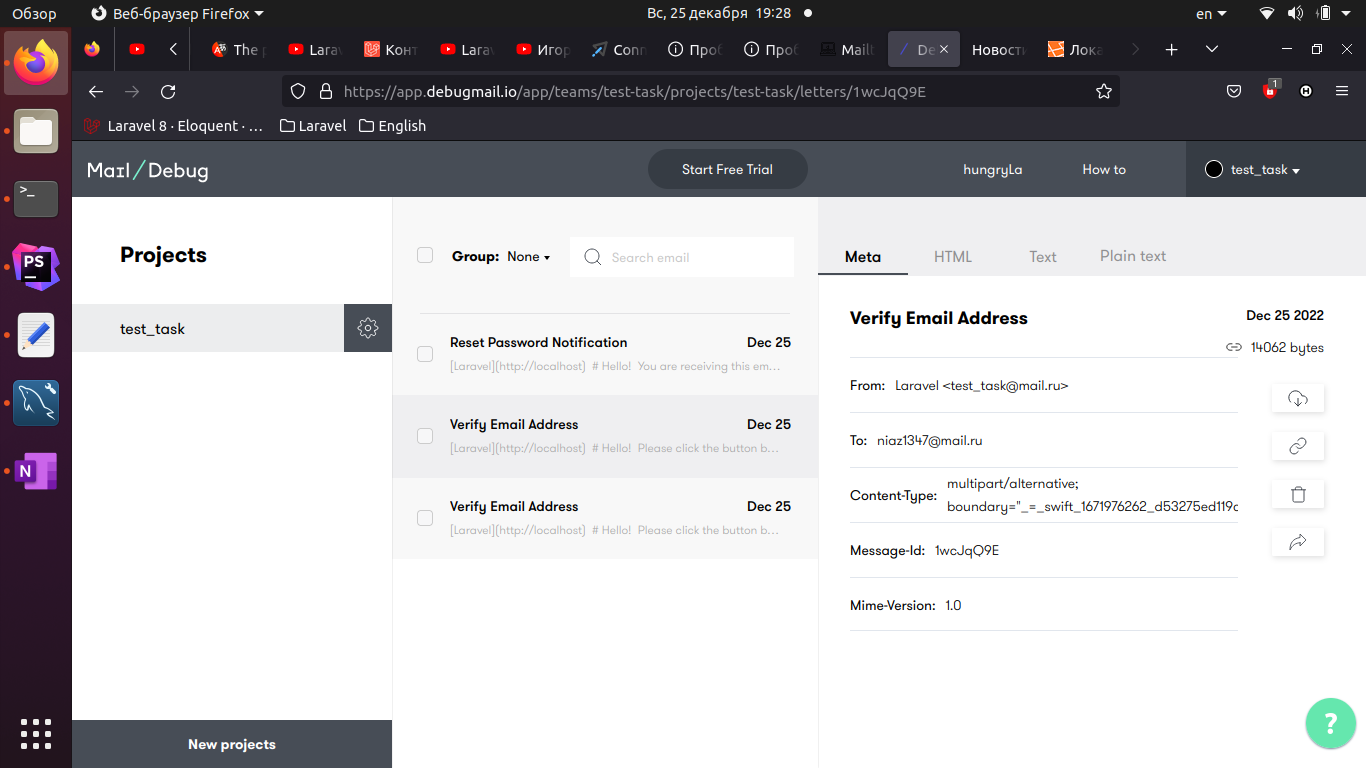 Обзор
Веб-браузер Firefox
Вс, 25 декабря 19:28
en
The
Lara
Конт
Lara
Игор
Conn
Проб
Проб
De
Новости
Лока
https://app.debugmail.io/app/teams/test-task/projects/test-task/letters/1wcJqQ9E
1
Laravel 8 · Eloquent · …
Laravel
English
Mail/Debug
Start Free Trial
hungryLa
How to
test_task
Projects
Group: None
Search email
Meta
HTML
Text
Plain text
test_task
Reset Password Notification
Dec 25
[Laravel](http://localhost) # Hello! You are receiving this em…
Verify Email Address
Dec 25
[Laravel](http://localhost) # Hello! Please click the button b…
Verify Email Address
Dec 25
[Laravel](http://localhost) # Hello! Please click the button b…
Verify Email Address
Dec 25 2022
14062 bytes
From: Laravel <test_task@mail.ru>
To: niaz1347@mail.ru
Content-Type: multipart/alternative;
boundary="_=_swift_1671976262_d53275ed119c
Message-Id: 1wcJqQ9E
Mime-Version: 1.0
New projects
?
PS
N
>_